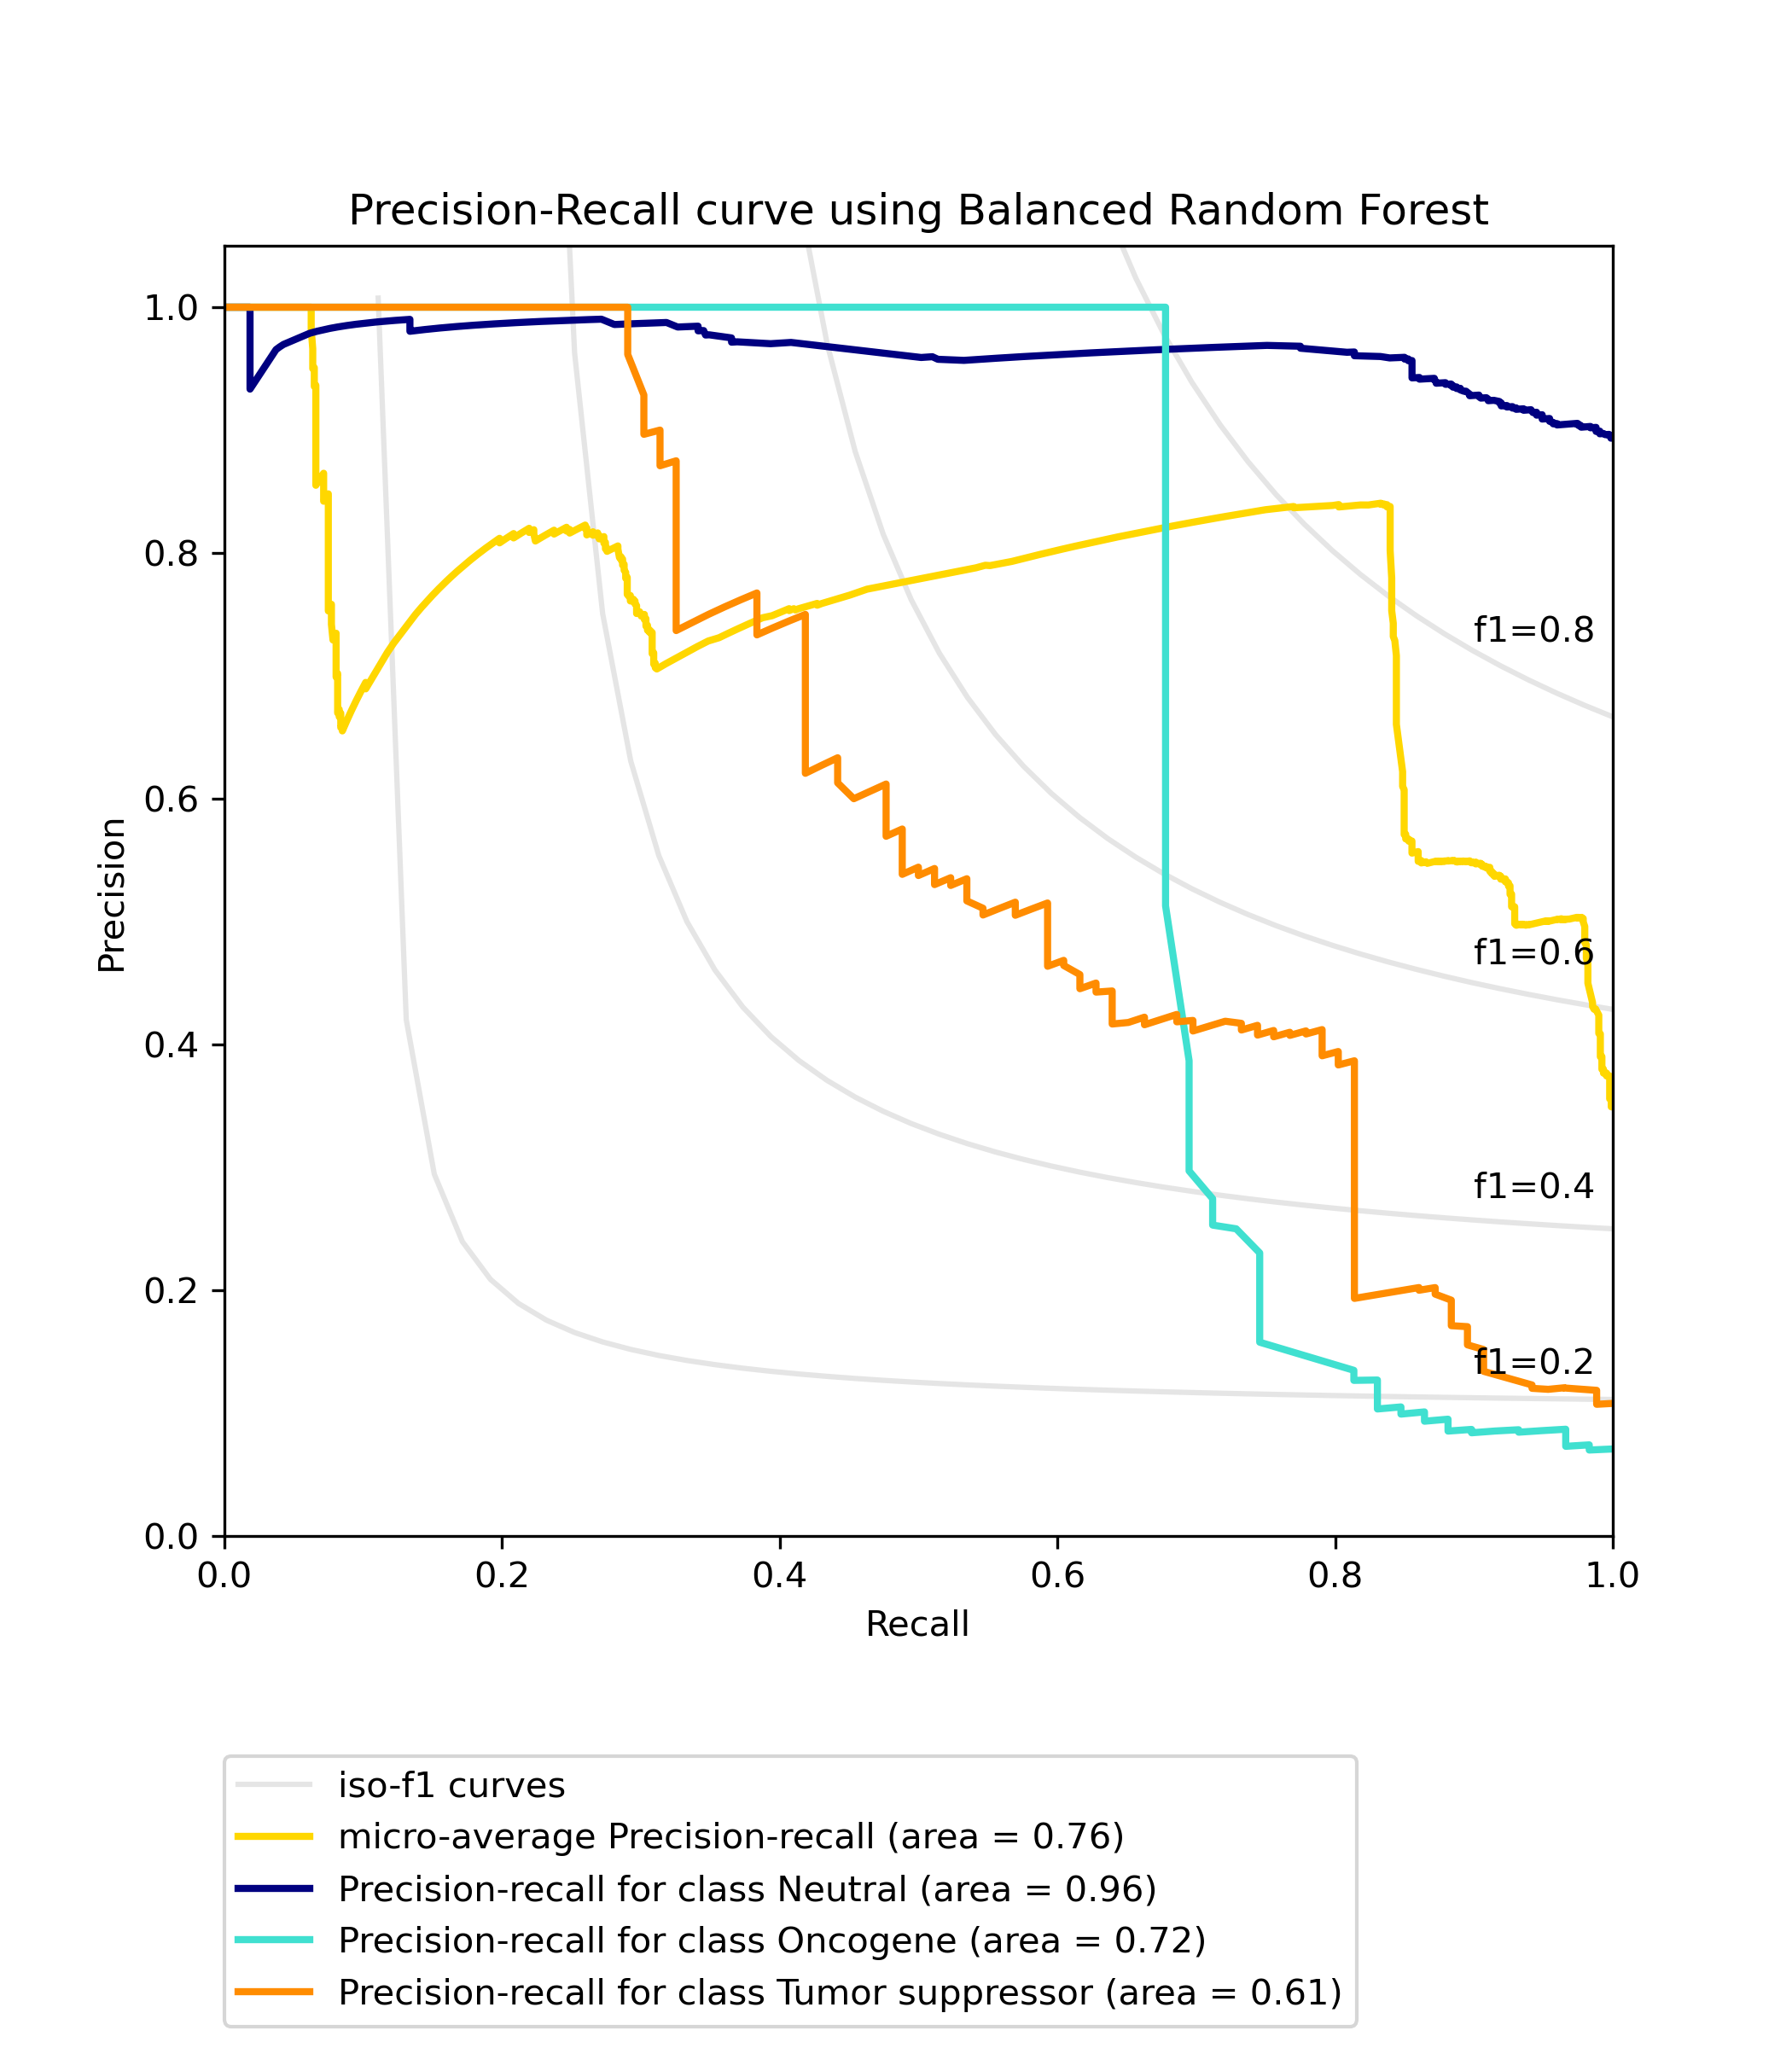 Precision-Recall curve using Balanced Random Forest
1.0
0.8
0.6
0.4
0.2
0.0
Precision
f1=0.8
f1=0.6
f1=0.4
f1=0.2
0.0 0.2 0.4 0.6 0.8 1.0
Recall
iso-f1 curves
micro-average Precision-recall (area = 0.76)
Precision-recall for class Neutral (area = 0.96)
Precision-recall for class Oncogene (area = 0.72)
Precision-recall for class Tumor suppressor (area = 0.61)